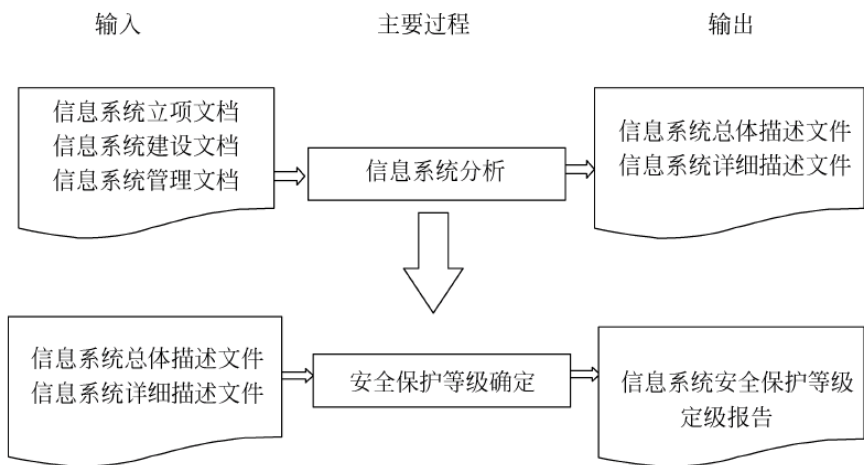 输入
主要过程
输出
信息系统立项文档
信息系统建设文档
信息系统管理文档
信息系统分析
信息系统总体描述文件
信息系统详细描述文件
信息系统总体描述文件
信息系统详细描述文件
安全保护等级确定
信息系统安全保护等级
定级报告